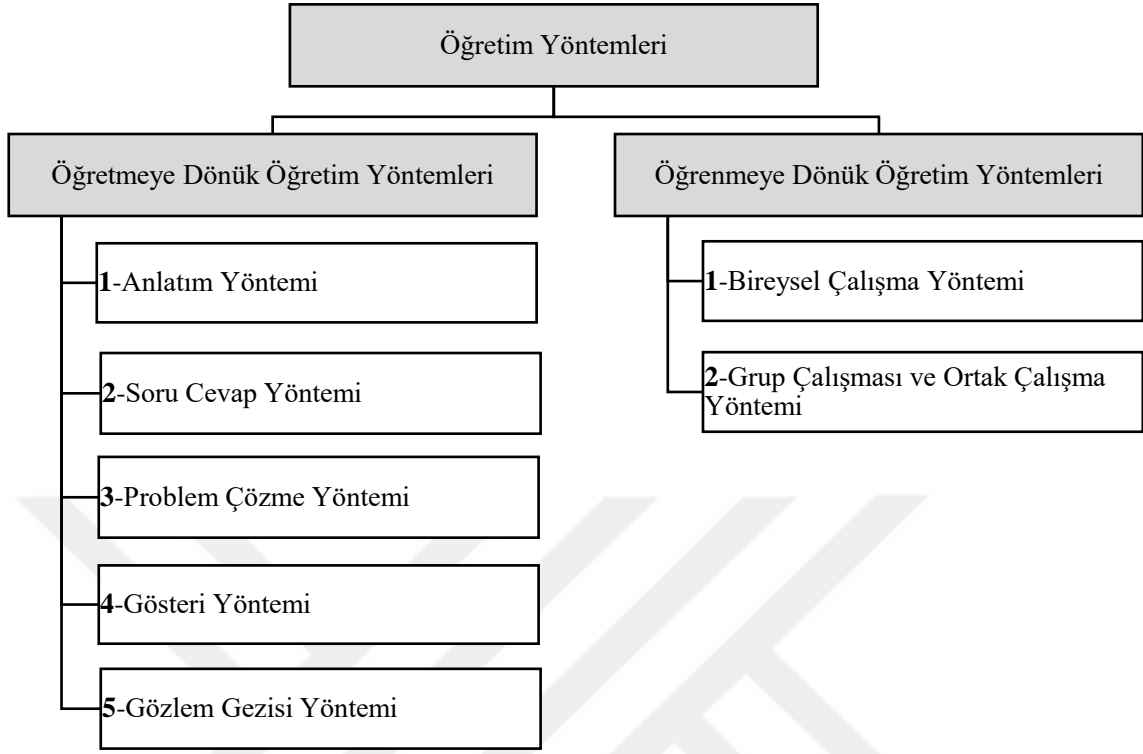 Öğretim Yöntemleri
Öğretmeye Dönük Öğretim Yöntemleri
1-Anlatım Yöntemi
2-Soru Cevap Yöntemi
3-Problem Çözme Yöntemi
4-Gösteri Yöntemi
5-Gözlem Gezisi Yöntemi
Öğrenmeye Dönük Öğretim Yöntemleri
1-Bireysel Çalışma Yöntemi
2-Grup Çalışması ve Ortak Çalışma
Yöntemi